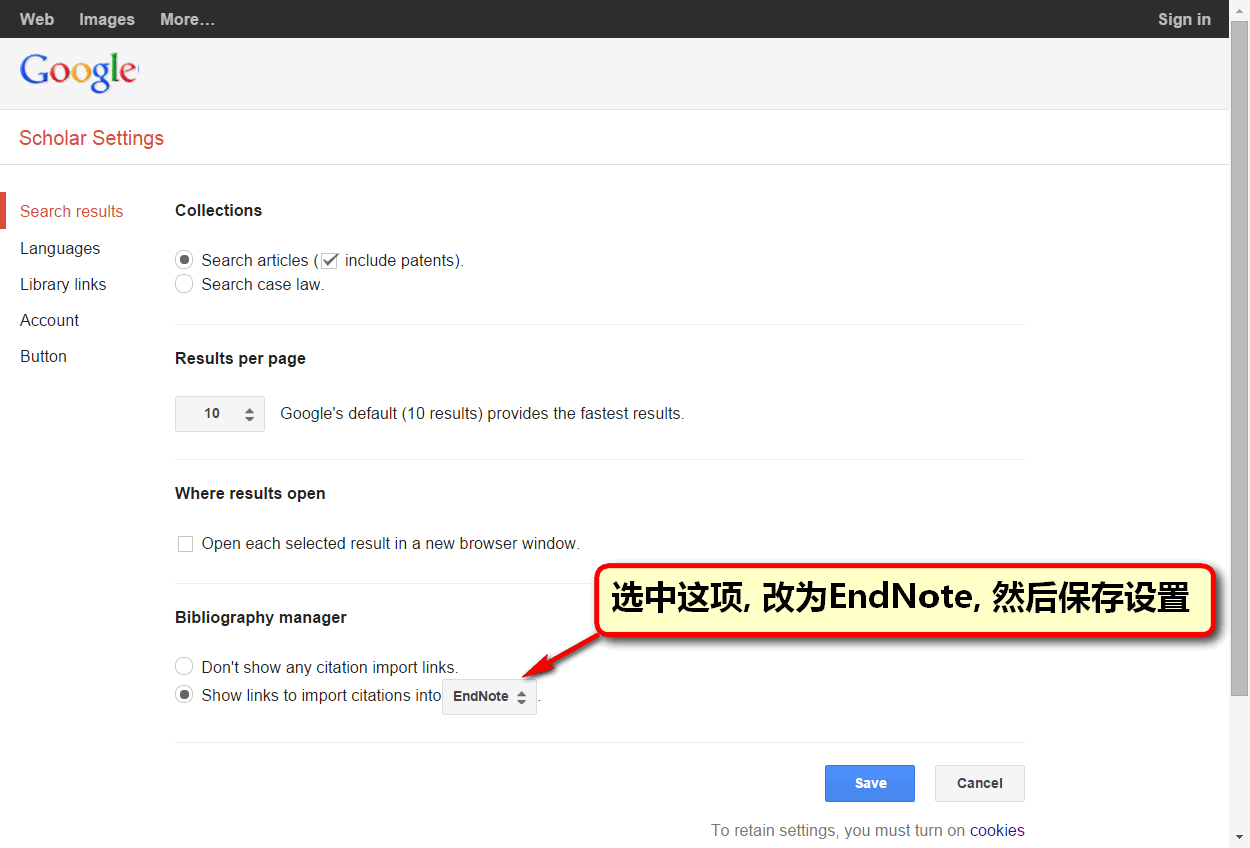 Web Images More... Sign in
Google
Scholar Settings
Search results
Languages
Library links
Account
Button
Collections
Search articles (include patents).
Search case law.
Results per page
10 Google's default (10 results) provides the fastest results.
Where results open
Open each selected result in a new browser window.
选中这项, 改为EndNote, 然后保存设置
Bibliography manager
Don't show any citation import links.
Show links to import citations into EndNote .
Save Cancel
To retain settings, you must turn on cookies